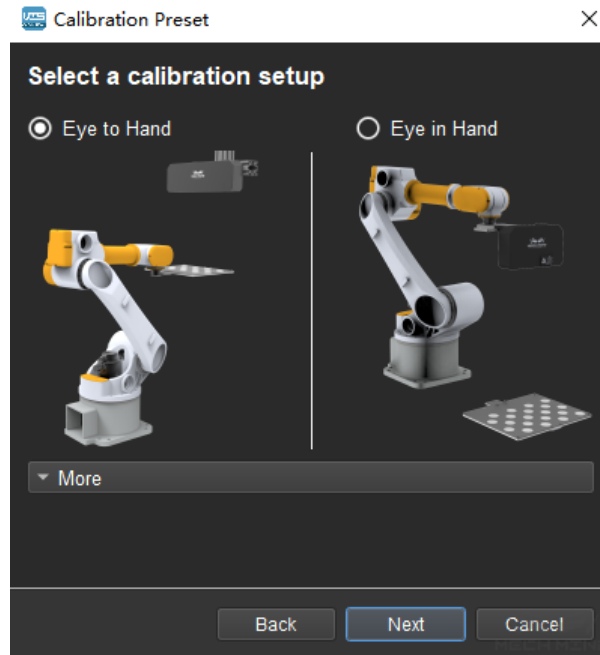 Calibration Preset
Select a calibration setup
Eye to Hand
Eye in Hand
More
Back
Next
Cancel